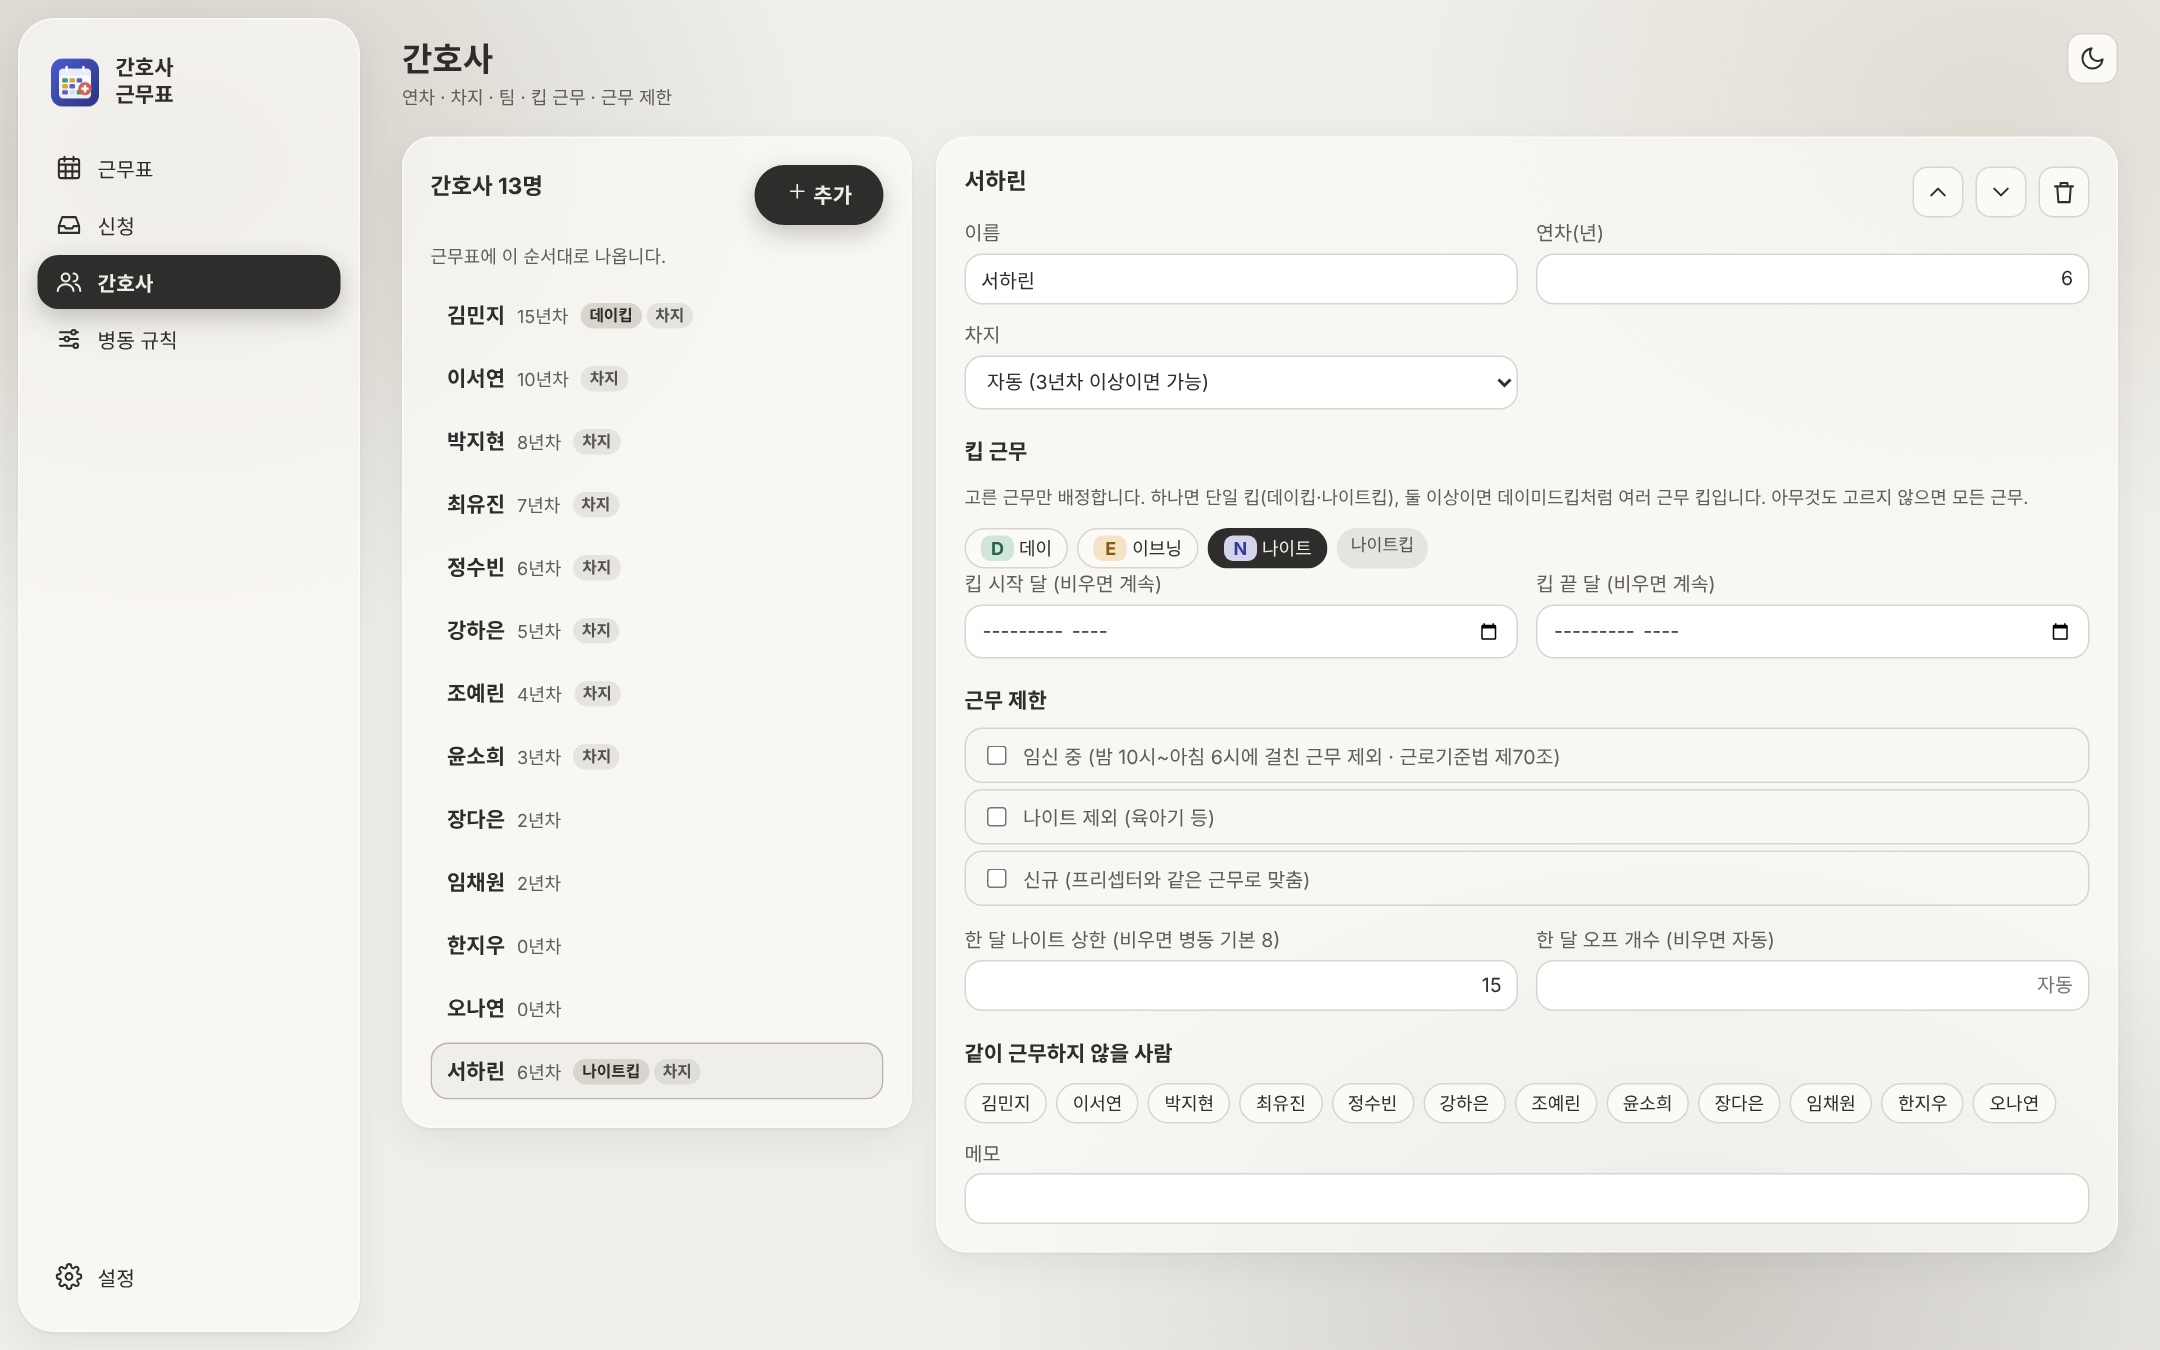 간호사
근무표
근무표
신청
간호사
병동 규칙
설정
간호사
연차 · 차지 · 팀 · 킵 근무 · 근무 제한
간호사 13명
+ 추가
근무표에 이 순서대로 나옵니다.
김민지 15년차 데이킵 차지
이서연 10년차 차지
박지현 8년차 차지
최유진 7년차 차지
정수빈 6년차 차지
강하은 5년차 차지
조예린 4년차 차지
윤소희 3년차 차지
장다은 2년차
임채원 2년차
한지우 0년차
오나연 0년차
서하린 6년차 나이트킵 차지
서하린
이름 연차(년)
서하린 6
차지
자동 (3년차 이상이면 가능)
킵 근무
고른 근무만 배정합니다. 하나면 단일 킵(데이킵·나이트킵), 둘 이상이면 데이미드킵처럼 여러 근무 킵입니다. 아무것도 고르지 않으면 모든 근무.
D 데이 E 이브닝 N 나이트 나이트킵
킵 시작 달 (비우면 계속) 킵 끝 달 (비우면 계속)
--------- ---- --------- ----
근무 제한
임신 중 (밤 10시~아침 6시에 걸친 근무 제외 · 근로기준법 제70조)
나이트 제외 (육아기 등)
신규 (프리셉터와 같은 근무로 맞춤)
한 달 나이트 상한 (비우면 병동 기본 8) 한 달 오프 개수 (비우면 자동)
15 자동
같이 근무하지 않을 사람
김민지 이서연 박지현 최유진 정수빈 강하은 조예린 윤소희 장다은 임채원 한지우 오나연
메모